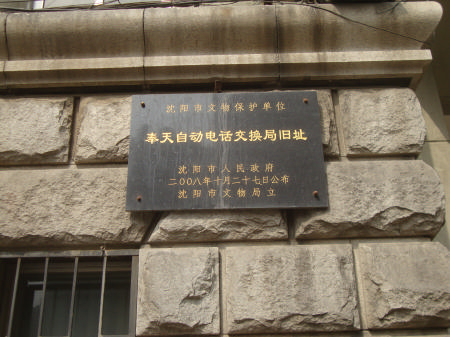 沈阳市文物保护单位
奉天自动电话交换局旧址
沈阳市人民政府
二〇〇八年十月二十七日公布
沈阳市文物局立